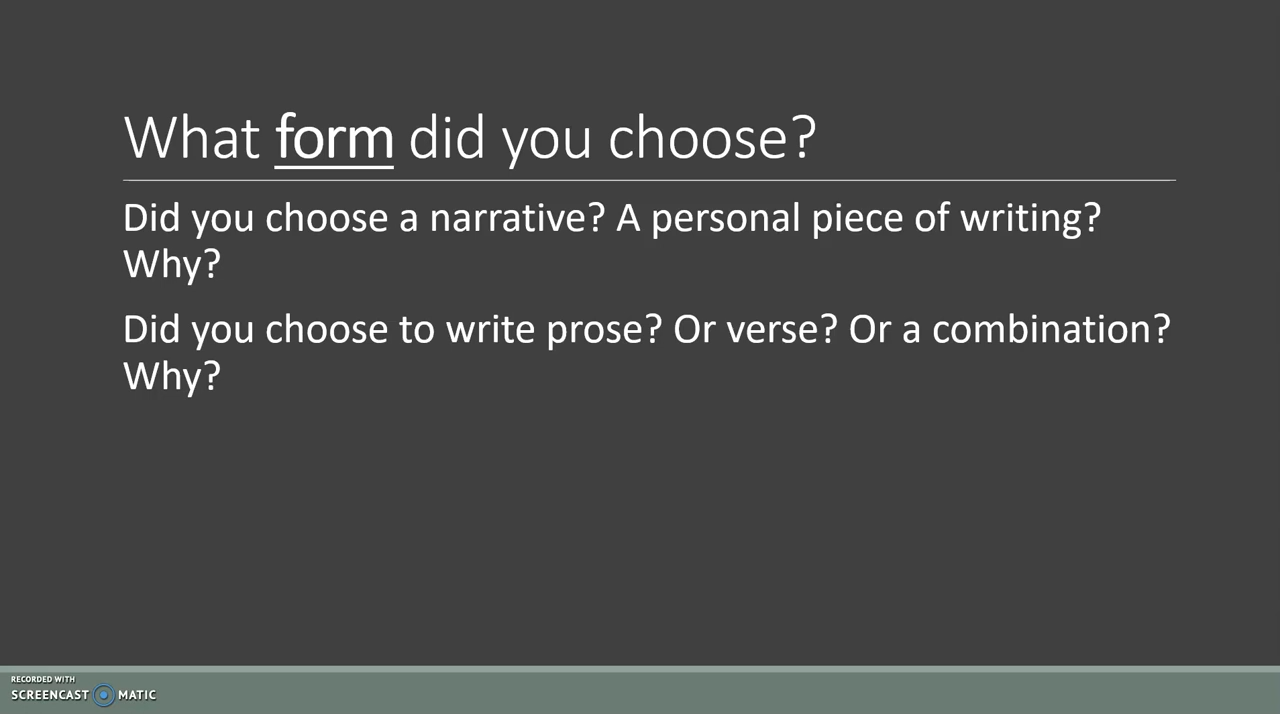 What form did you choose?
Did you choose a narrative? A personal piece of writing?
Why?
Did you choose to write prose? Or verse? Or a combination?
Why?
RECORDED WITH
SCREENCAST MATIC